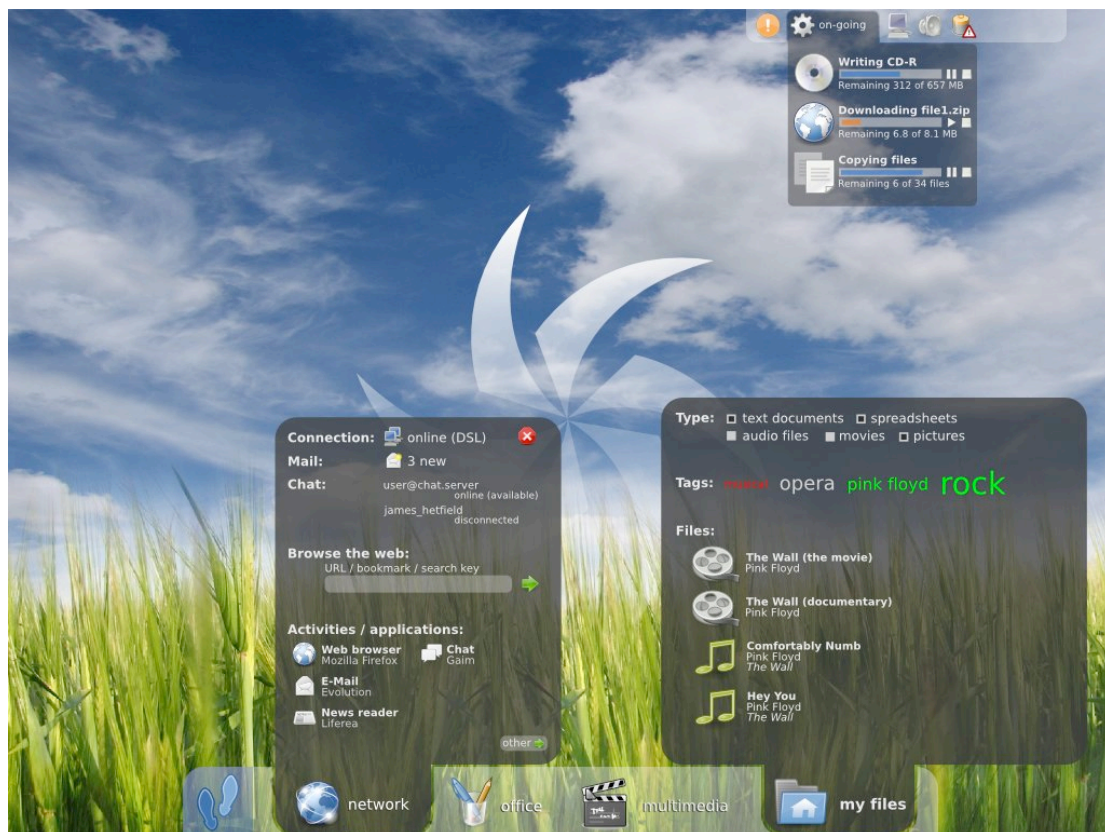 on-going
Writing CD-R
Remaining 312 of 657 MB
Downloading file1.zip
Remaining 6.8 of 8.1 MB
Copying files
Remaining 6 of 34 files
Connection: online (DSL)
Mail: 3 new
Chat: user@chat.server
online (available)
james_hetfield
disconnected
Browse the web:
URL / bookmark / search key
Activities / applications:
Web browser
Mozilla Firefox
Chat
Gaim
E-Mail
Evolution
News reader
Liferea
other
Type: text documents spreadsheets
audio files movies pictures
Tags: opera pink floyd rock
Files:
The Wall (the movie)
Pink Floyd
The Wall (documentary)
Pink Floyd
Comfortably Numb
Pink Floyd
The Wall
Hey You
Pink Floyd
The Wall
network
office
multimedia
my files